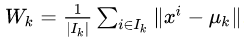 $W_k = \frac{1}{|I_k|} \sum_{i \in I_k} \|x^i - \mu_k\|$